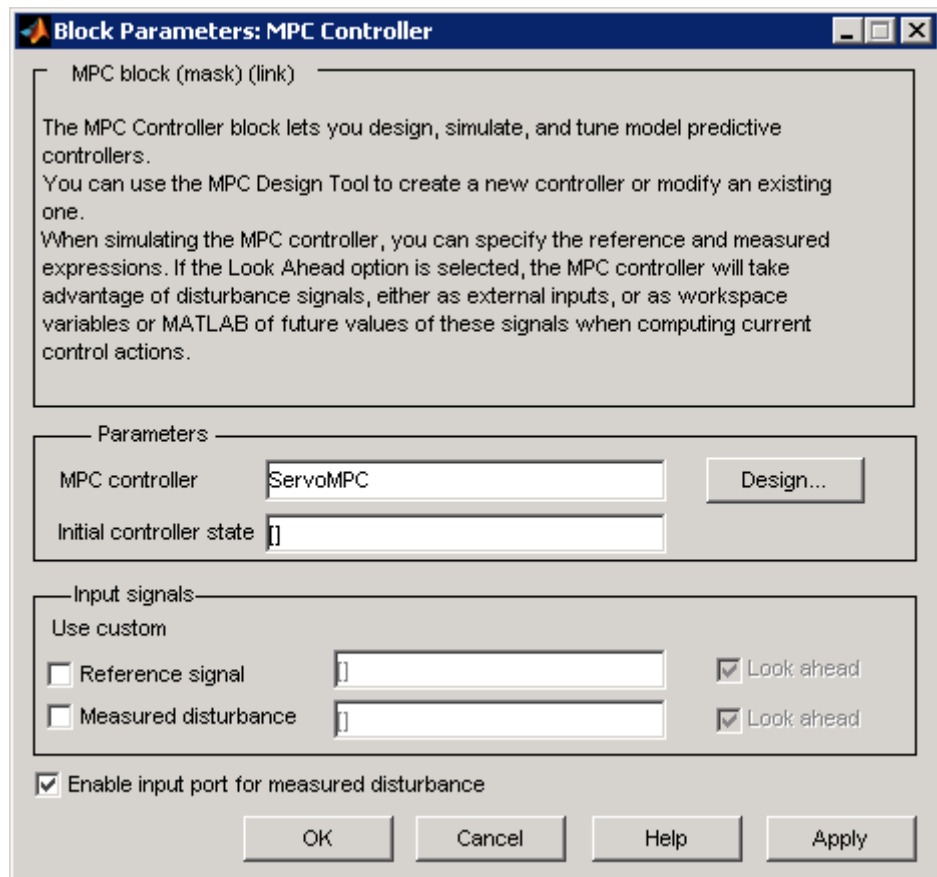 Block Parameters: MPC Controller
MPC block (mask) (link)
The MPC Controller block lets you design, simulate, and tune model predictive
controllers.
You can use the MPC Design Tool to create a new controller or modify an existing
one.
When simulating the MPC controller, you can specify the reference and measured
expressions. If the Look Ahead option is selected, the MPC controller will take
advantage of disturbance signals, either as external inputs, or as workspace
variables or MATLAB of future values of these signals when computing current
control actions.
Parameters
MPC controller ServoMPC Design...
Initial controller state []
Input signals
Use custom
Reference signal [] Look ahead
Measured disturbance [] Look ahead
Enable input port for measured disturbance
OK Cancel Help Apply